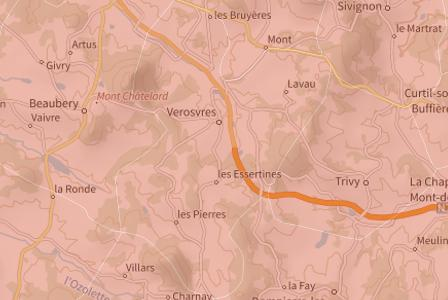 Sivignon
les Bruyères
le Martrat
Artus
Mont
Givry
Lavau
Mont Châtelard
Curtil-so
Buffière
Beaubery
Verosvres
Vaivre
n
les Essertines
Trivy
La Chap
Mont-d
la Ronde
les Pierres
Meulin
Villars
l'Ozolette
la Fay
Charnay